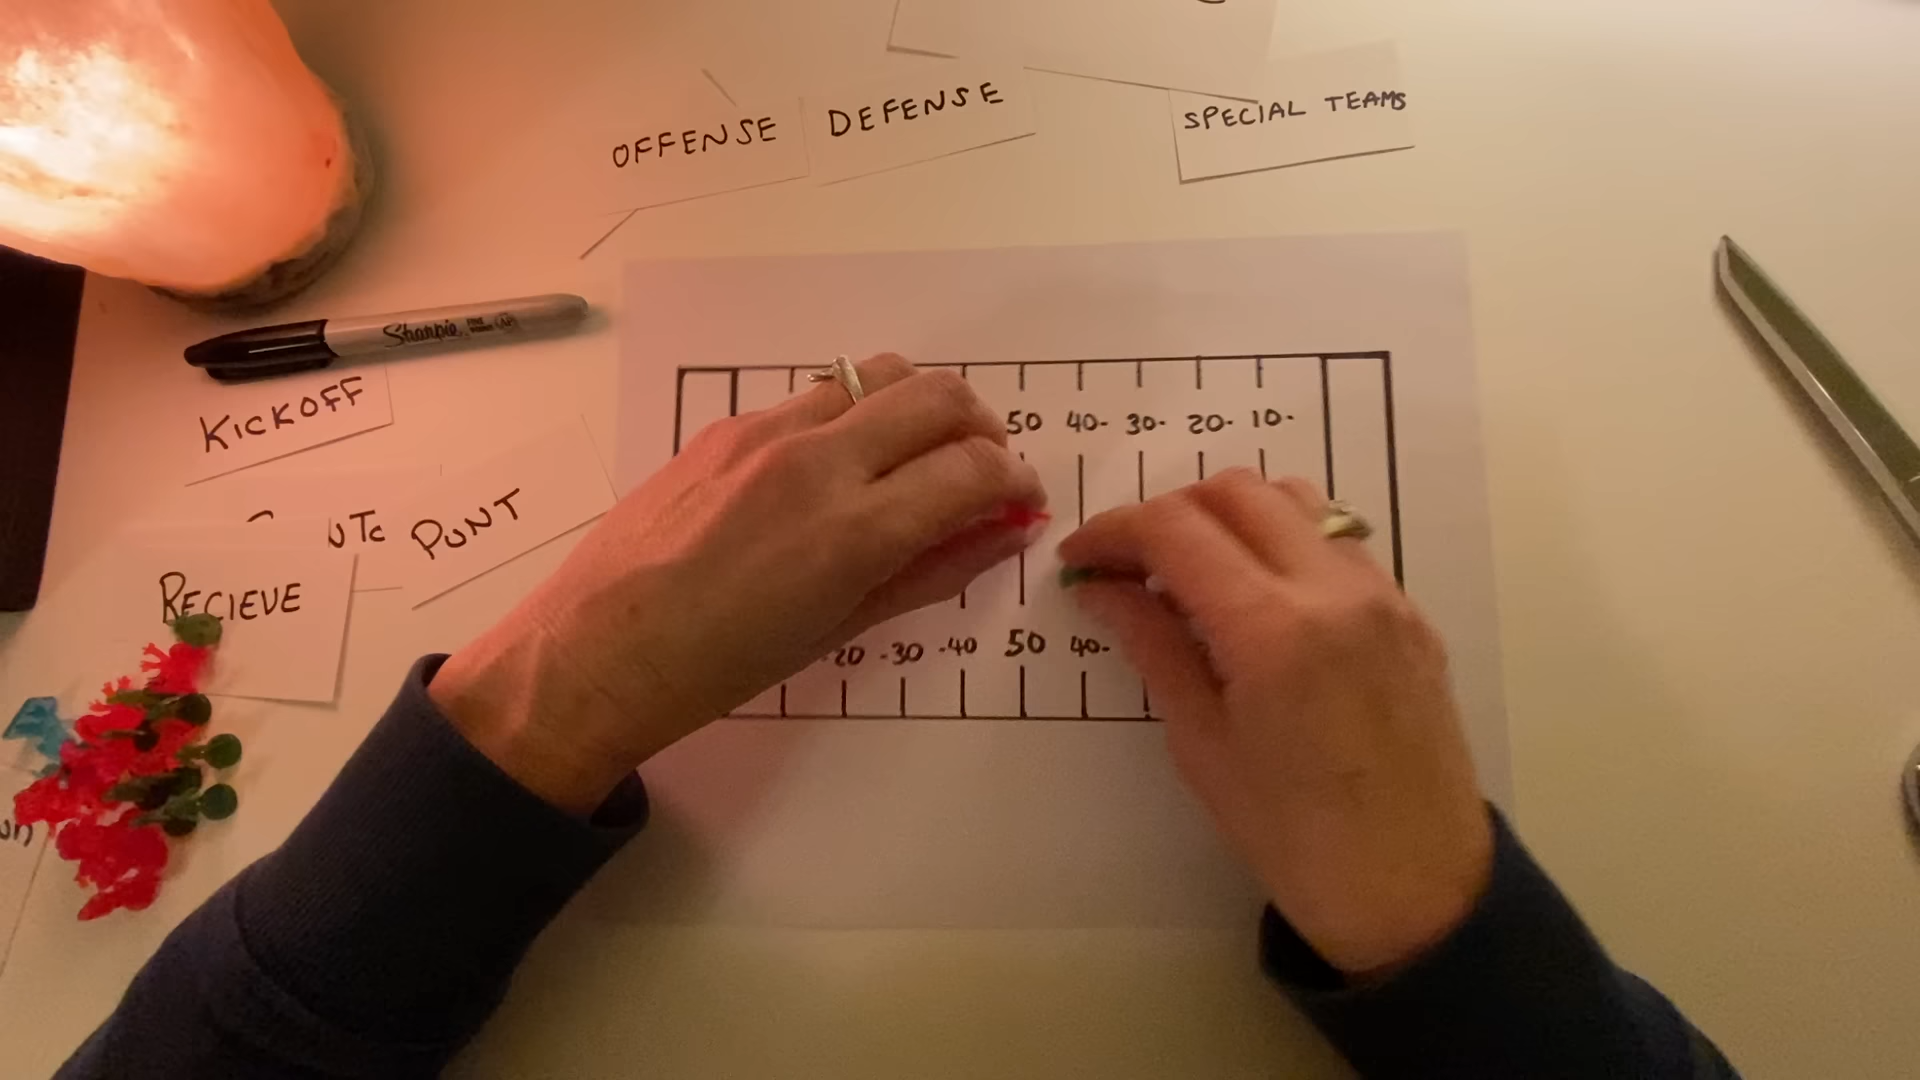 OFFENSE
DEFENSE
SPECIAL TEAMS
Sharpie
KICKOFF
PUNT
RECIEVE
50 40- 30- 20- 10-
-20 -30 -40 50 40-